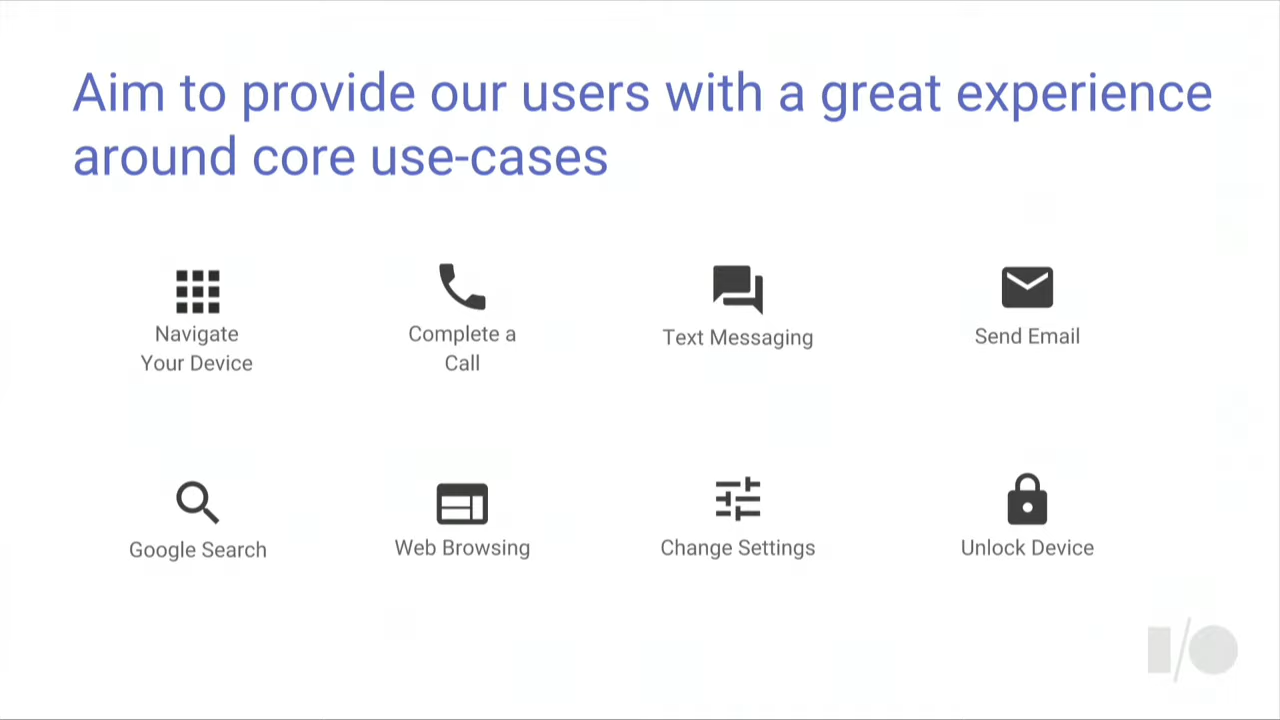 Aim to provide our users with a great experience
around core use-cases
Navigate
Your Device
Complete a
Call
Text Messaging
Send Email
Google Search
Web Browsing
Change Settings
Unlock Device
I/O